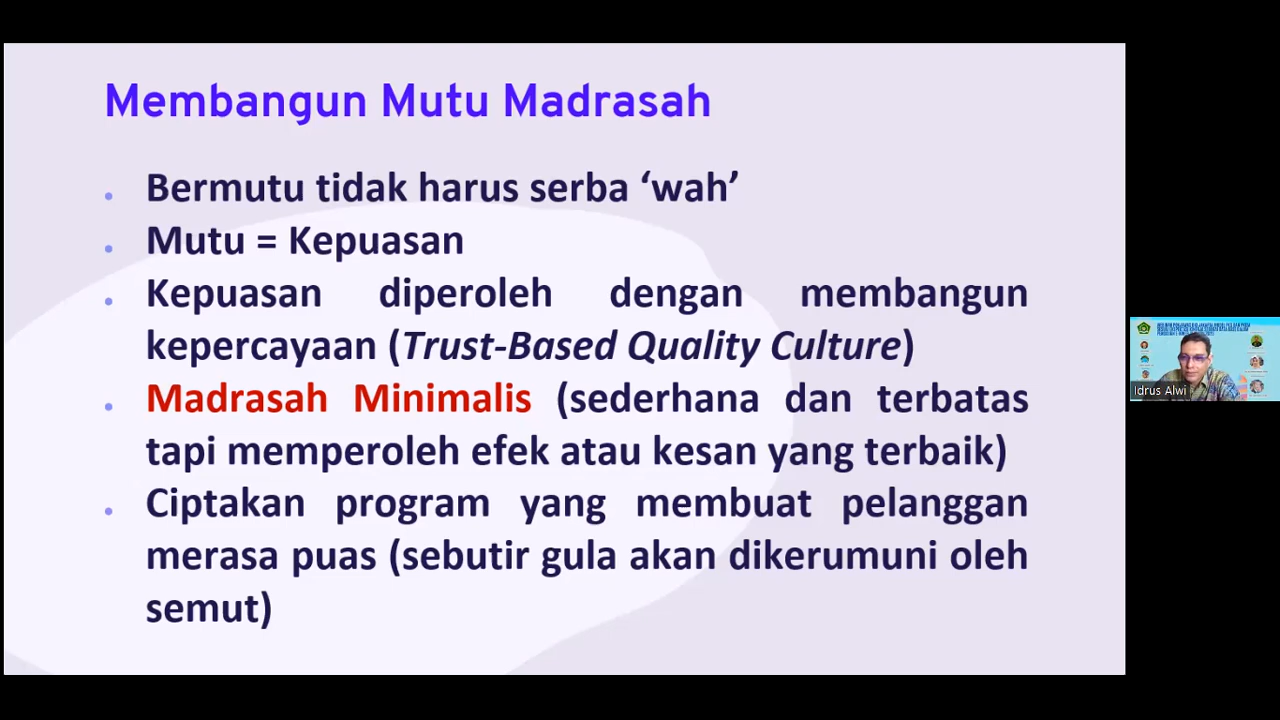 Membangun Mutu Madrasah
• Bermutu tidak harus serba ‘wah’
• Mutu = Kepuasan
• Kepuasan diperoleh dengan membangun
kepercayaan (Trust-Based Quality Culture)
• Madrasah Minimalis (sederhana dan terbatas
tapi memperoleh efek atau kesan yang terbaik)
• Ciptakan program yang membuat pelanggan
merasa puas (sebutir gula akan dikerumuni oleh
semut)
Idrus Alwi